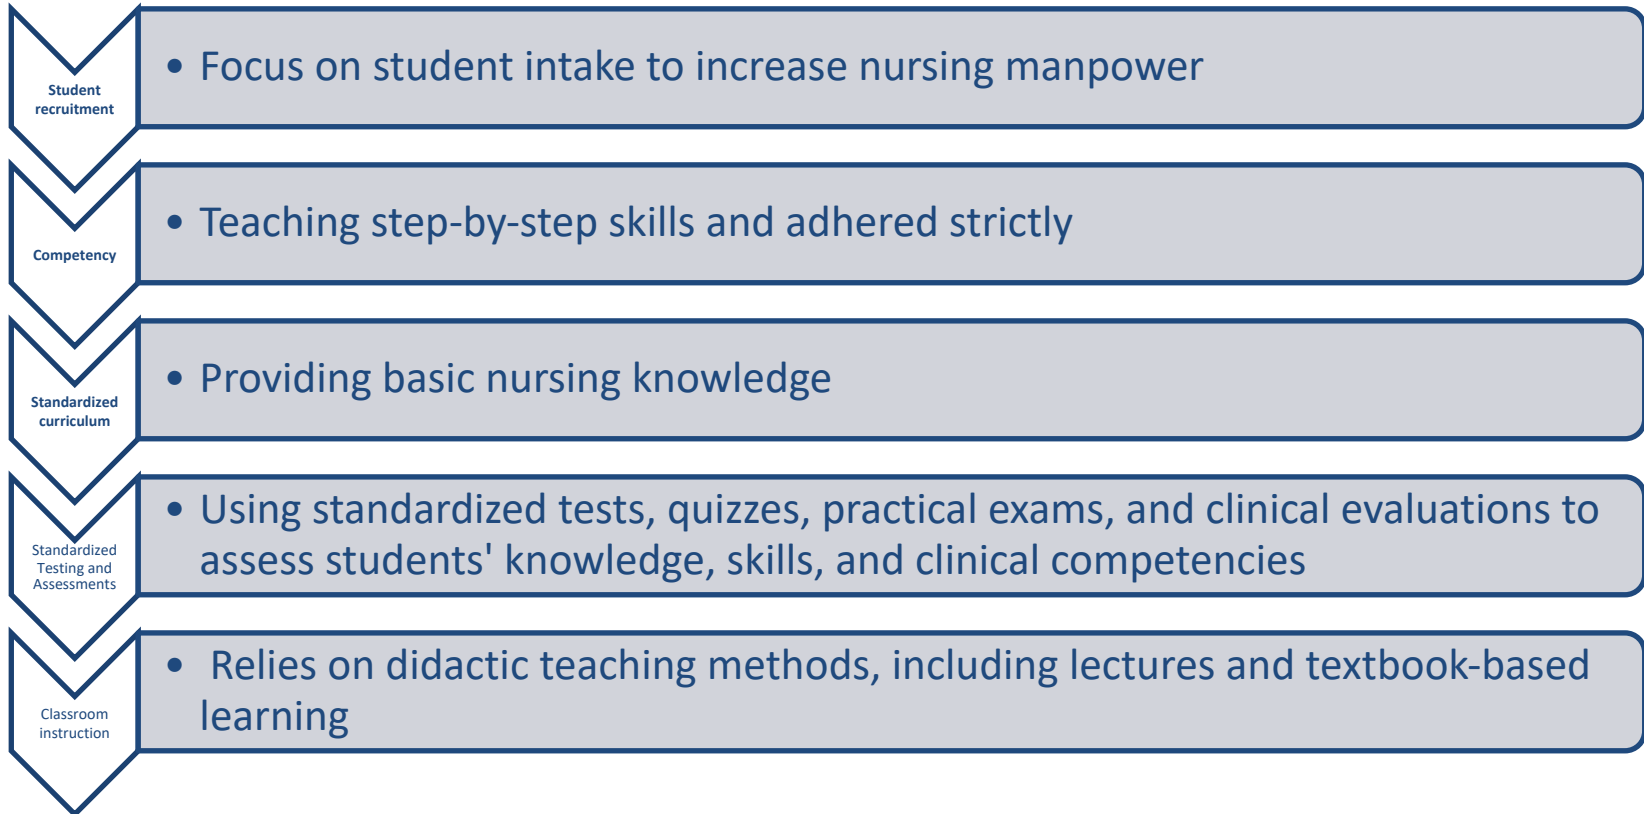 Student
recruitment
• Focus on student intake to increase nursing manpower
Competency
• Teaching step-by-step skills and adhered strictly
Standardized
curriculum
• Providing basic nursing knowledge
Standardized
Testing and
Assessments
• Using standardized tests, quizzes, practical exams, and clinical evaluations to
assess students' knowledge, skills, and clinical competencies
Classroom
instruction
• Relies on didactic teaching methods, including lectures and textbook-based
learning